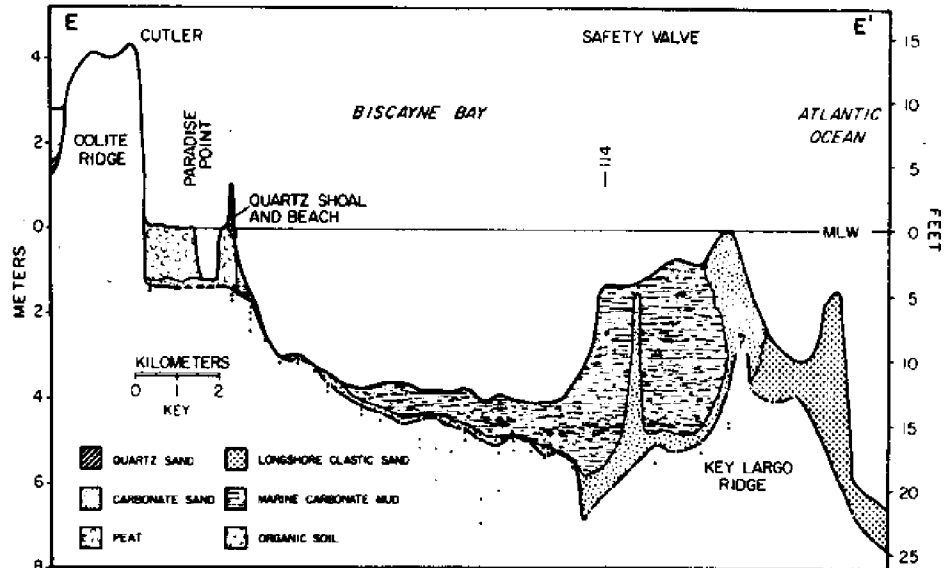 E
E'
CUTLER
SAFETY VALVE
BISCAYNE BAY
ATLANTIC
OCEAN
OOLITE
RIDGE
PARADISE
POINT
114
QUARTZ SHOAL
AND BEACH
MLW
METERS
4
2
0
2
4
6
8
FEET
15
10
5
0
5
10
15
20
25
KILOMETERS
0 1 2
KEY
QUARTZ SAND
LONGSHORE CLASTIC SAND
CARBONATE SAND
MARINE CARBONATE MUD
PEAT
ORGANIC SOIL
KEY LARGO
RIDGE
?